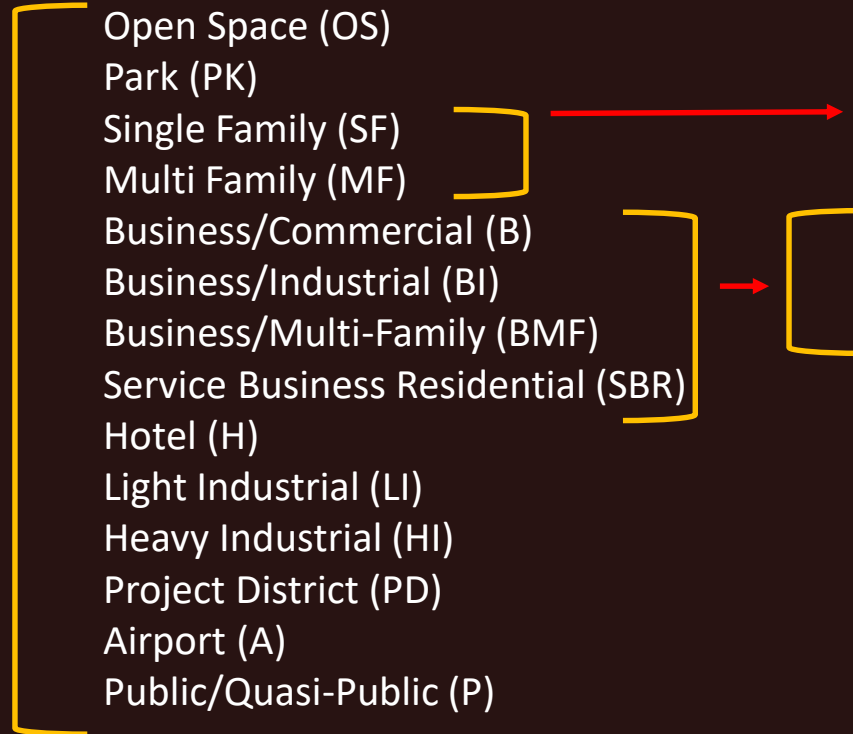 Open Space (OS)
Park (PK)
Single Family (SF)
Multi Family (MF)
Business/Commercial (B)
Business/Industrial (BI)
Business/Multi-Family (BMF)
Service Business Residential (SBR)
Hotel (H)
Light Industrial (LI)
Heavy Industrial (HI)
Project District (PD)
Airport (A)
Public/Quasi-Public (P)